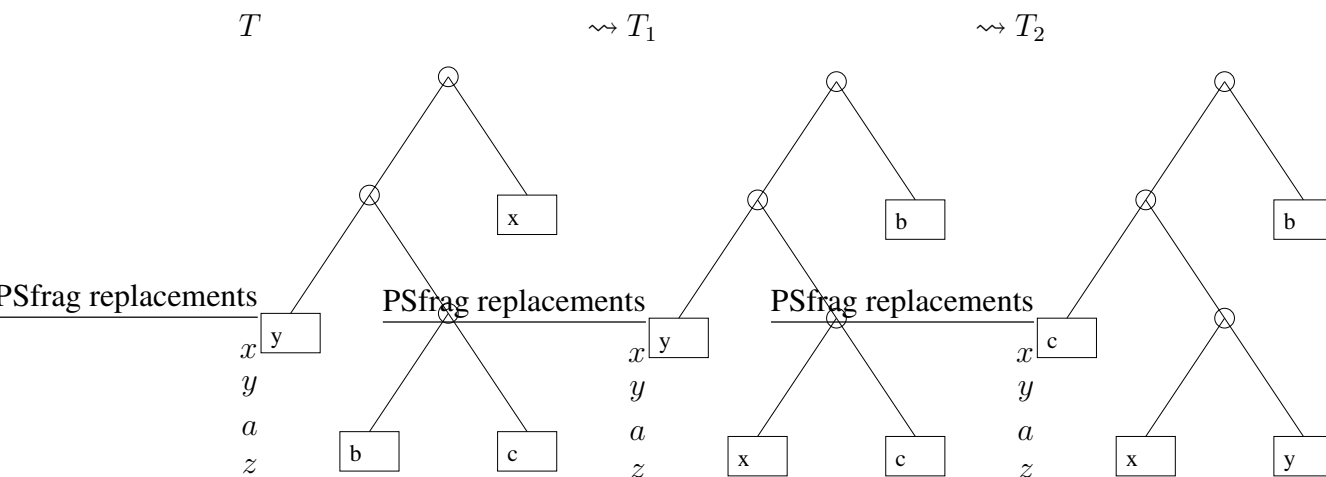 T ⇝ T₁ ⇝ T₂
x b b
PSfrag replacements PSfrag replacements PSfrag replacements
y y c
x x x
y y y
a a a
b c x c x y
z z z